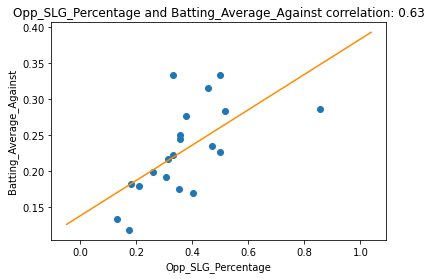 Opp_SLG_Percentage and Batting_Average_Against correlation: 0.63
0.40
0.35
0.30
0.25
0.20
0.15
Batting_Average_Against
0.0 0.2 0.4 0.6 0.8 1.0
Opp_SLG_Percentage